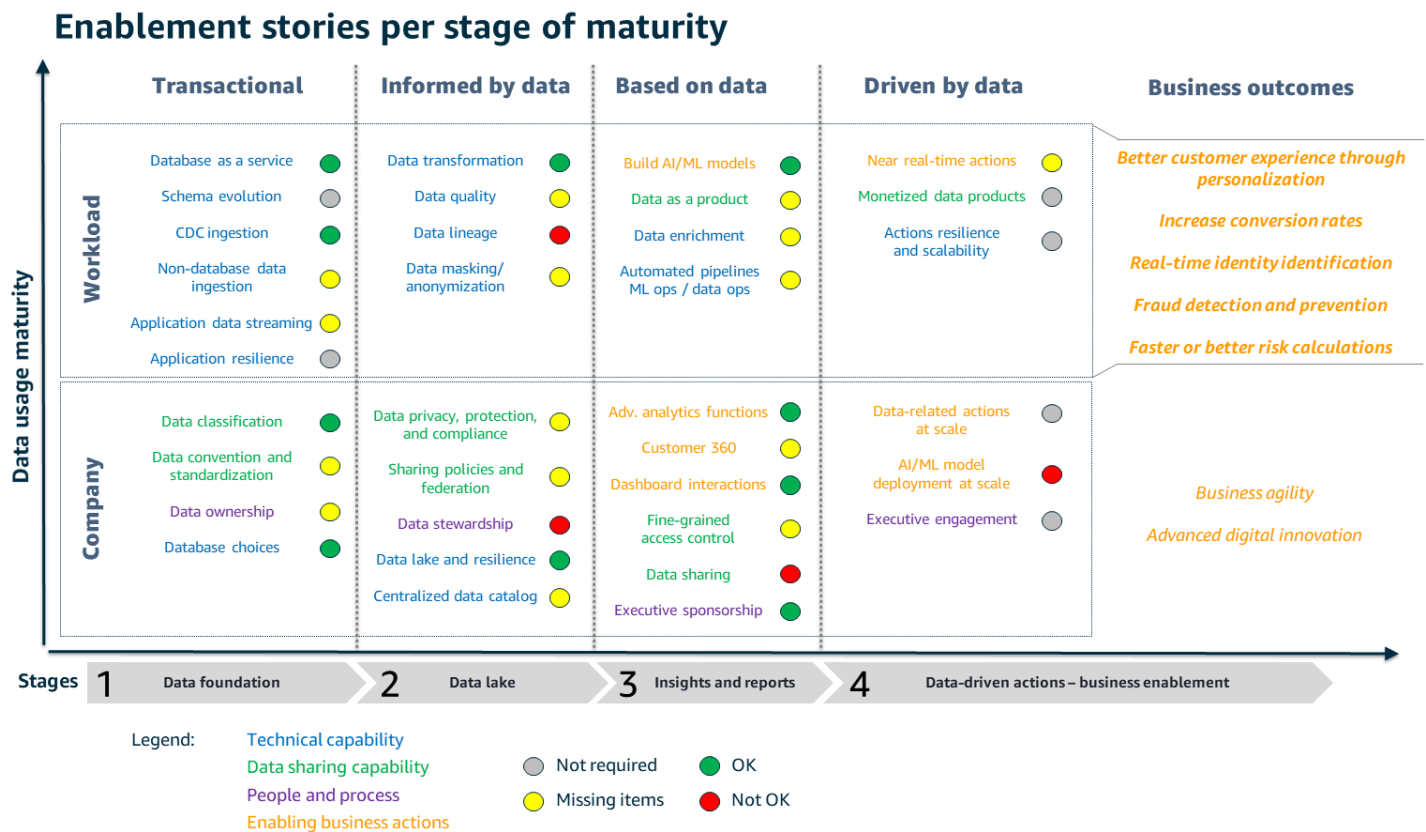 Enablement stories per stage of maturity
Transactional
Informed by data
Based on data
Driven by data
Business outcomes
Data usage maturity
Workload
Database as a service
Schema evolution
CDC ingestion
Non-database data
ingestion
Application data streaming
Application resilience
Data transformation
Data quality
Data lineage
Data masking/
anonymization
Build AI/ML models
Data as a product
Data enrichment
Automated pipelines
ML ops / data ops
Near real-time actions
Monetized data products
Actions resilience
and scalability
Better customer experience through
personalization
Increase conversion rates
Real-time identity identification
Fraud detection and prevention
Faster or better risk calculations
Company
Data classification
Data convention and
standardization
Data ownership
Database choices
Data privacy, protection,
and compliance
Sharing policies and
federation
Data stewardship
Data lake and resilience
Centralized data catalog
Adv. analytics functions
Customer 360
Dashboard interactions
Fine-grained
access control
Data sharing
Executive sponsorship
Data-related actions
at scale
AI/ML model
deployment at scale
Executive engagement
Business agility
Advanced digital innovation
Stages
1 Data foundation
2 Data lake
3 Insights and reports
4 Data-driven actions – business enablement
Legend:
Technical capability
Data sharing capability
People and process
Enabling business actions
Not required
OK
Missing items
Not OK